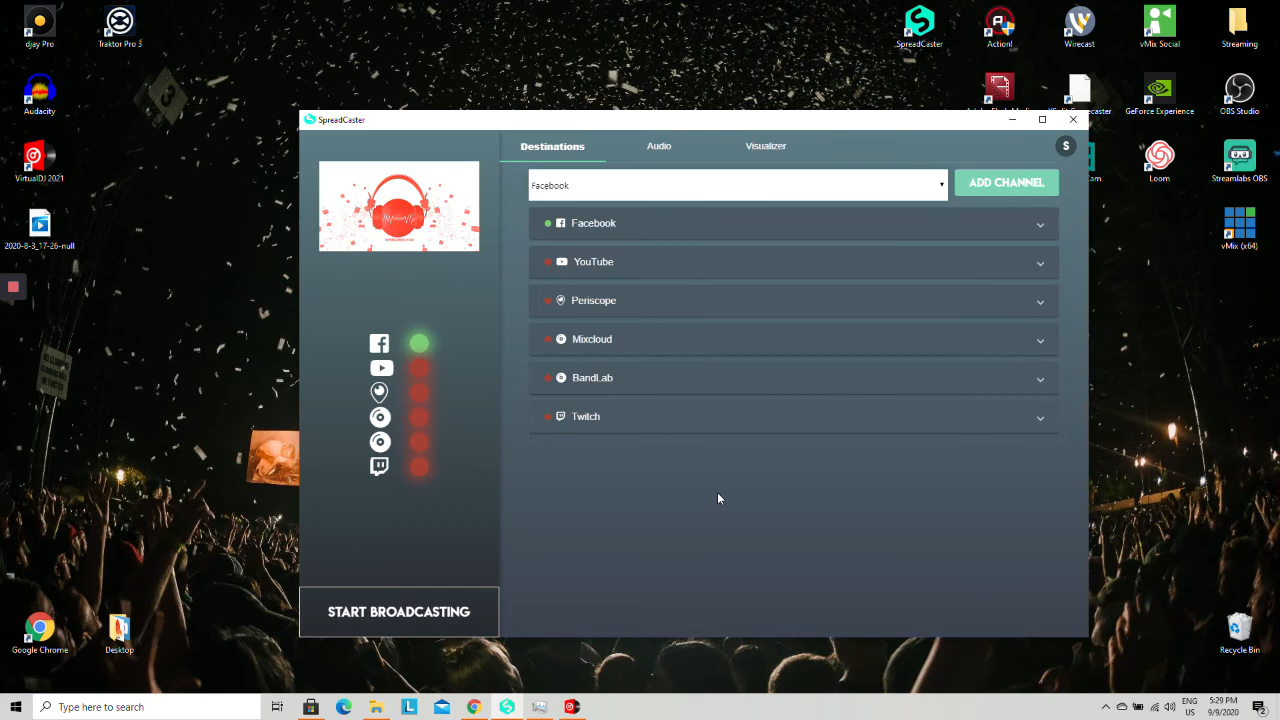 djay Pro
Traktor Pro 3
SpreadCaster
Action!
Wirecast
vMix Social
Streaming
Audacity
GeForce Experience
OBS Studio
SpreadCaster
Destinations
Audio
Visualizer
S
Facebook
ADD CHANNEL
VirtualDJ 2021
Loom
Streamlabs OBS
Facebook
2020-8-3_17-26-null
vMix (x64)
YouTube
Periscope
Mixcloud
BandLab
Twitch
START BROADCASTING
Google Chrome
Desktop
Recycle Bin
Type here to search
ENG
US
5:29 PM
9/9/2020
2